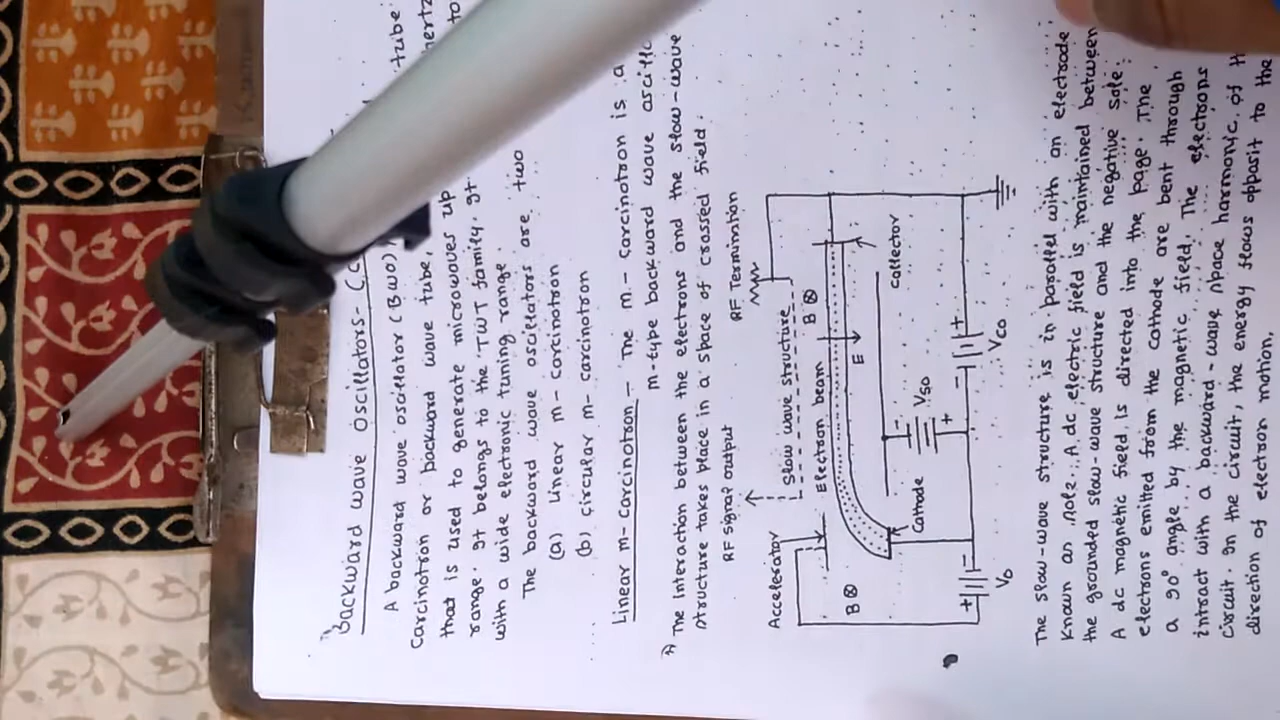 Backward wave oscillators-
A backward wave oscillator (BWO) tube:
carcinotron or backward wave tube, hertz
that is used to generate microwaves up to
range. It belongs to the TWT family, It
with a wide electronic tuning range
The backward wave oscillators are two
(a) Linear m-carcinotron
(b) circular m-carcinotron
Linear m-carcinotron - The m-carcinotron is a
m-type backward wave oscill
The Interaction between the electrons and the slow-wave
structure takes place in a space of crossed field.
RF signal output RF Termination
Accelerator
Slow wave structure
Electron beam
B ⊗
B ⊗
E
Collector
Cathode
- VSO +
+ - VO
- + VCO
The slow-wave structure is in parallel with an electrode
known as sole. A dc electric field is maintained between
the grounded slow-wave structure and the negative sole.
A dc magnetic field is directed into the page. The
electrons emitted from the cathode are bent through
a 90° angle by the magnetic field, The electrons
intract with a backward-wave space harmonic of th
circuit. In the circuit, the energy flows opposit to the
direction of electron motion,